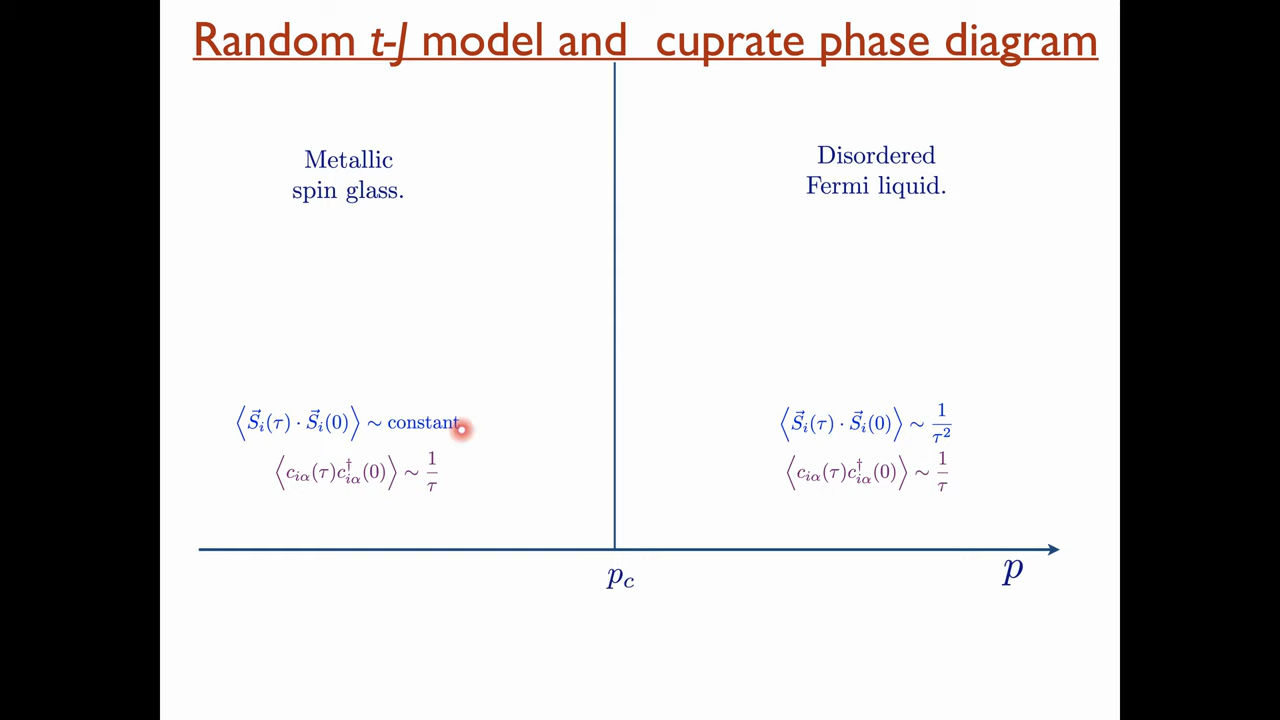 Random t-J model and cuprate phase diagram
Metallic
spin glass.
Disordered
Fermi liquid.
⟨S⃗ᵢ(τ) · S⃗ᵢ(0)⟩ ~ constant
⟨c_{iα}(τ)c†_{iα}(0)⟩ ~ 1/τ
⟨S⃗ᵢ(τ) · S⃗ᵢ(0)⟩ ~ 1/τ²
⟨c_{iα}(τ)c†_{iα}(0)⟩ ~ 1/τ
p_c
p